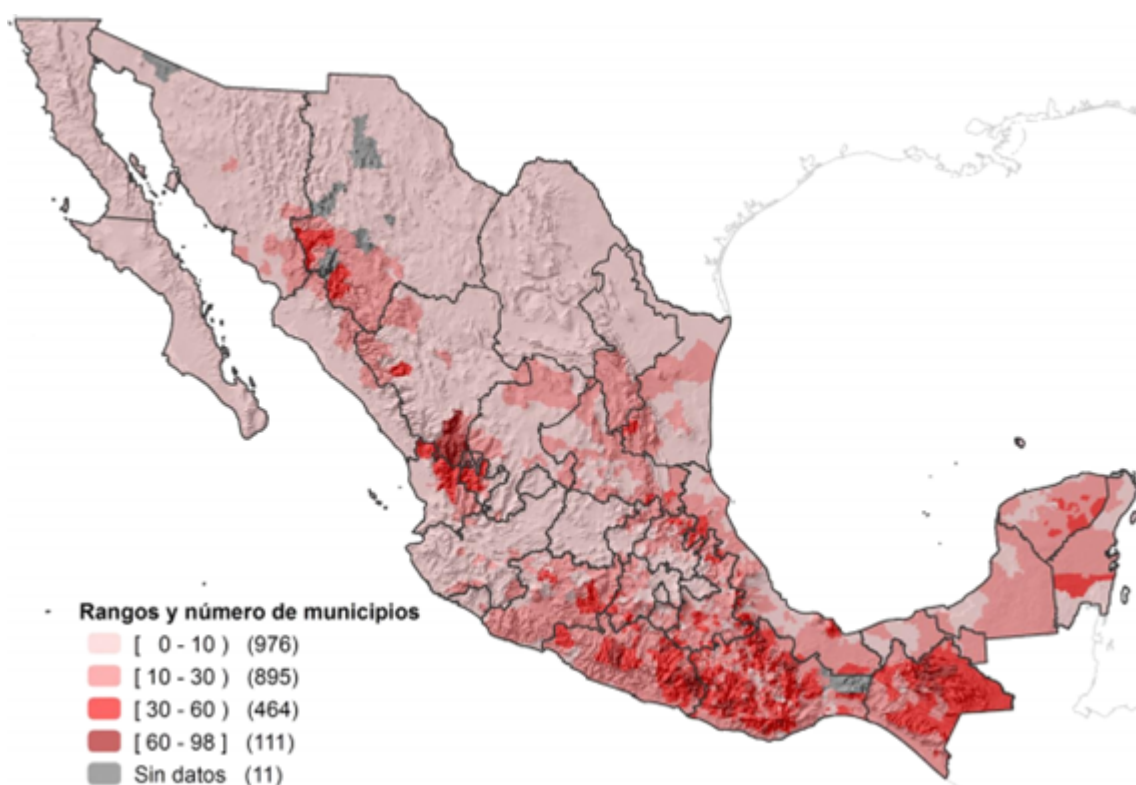 Rangos y número de municipios
[ 0 - 10 ) (976)
[ 10 - 30 ) (895)
[ 30 - 60 ) (464)
[ 60 - 98 ] (111)
Sin datos (11)